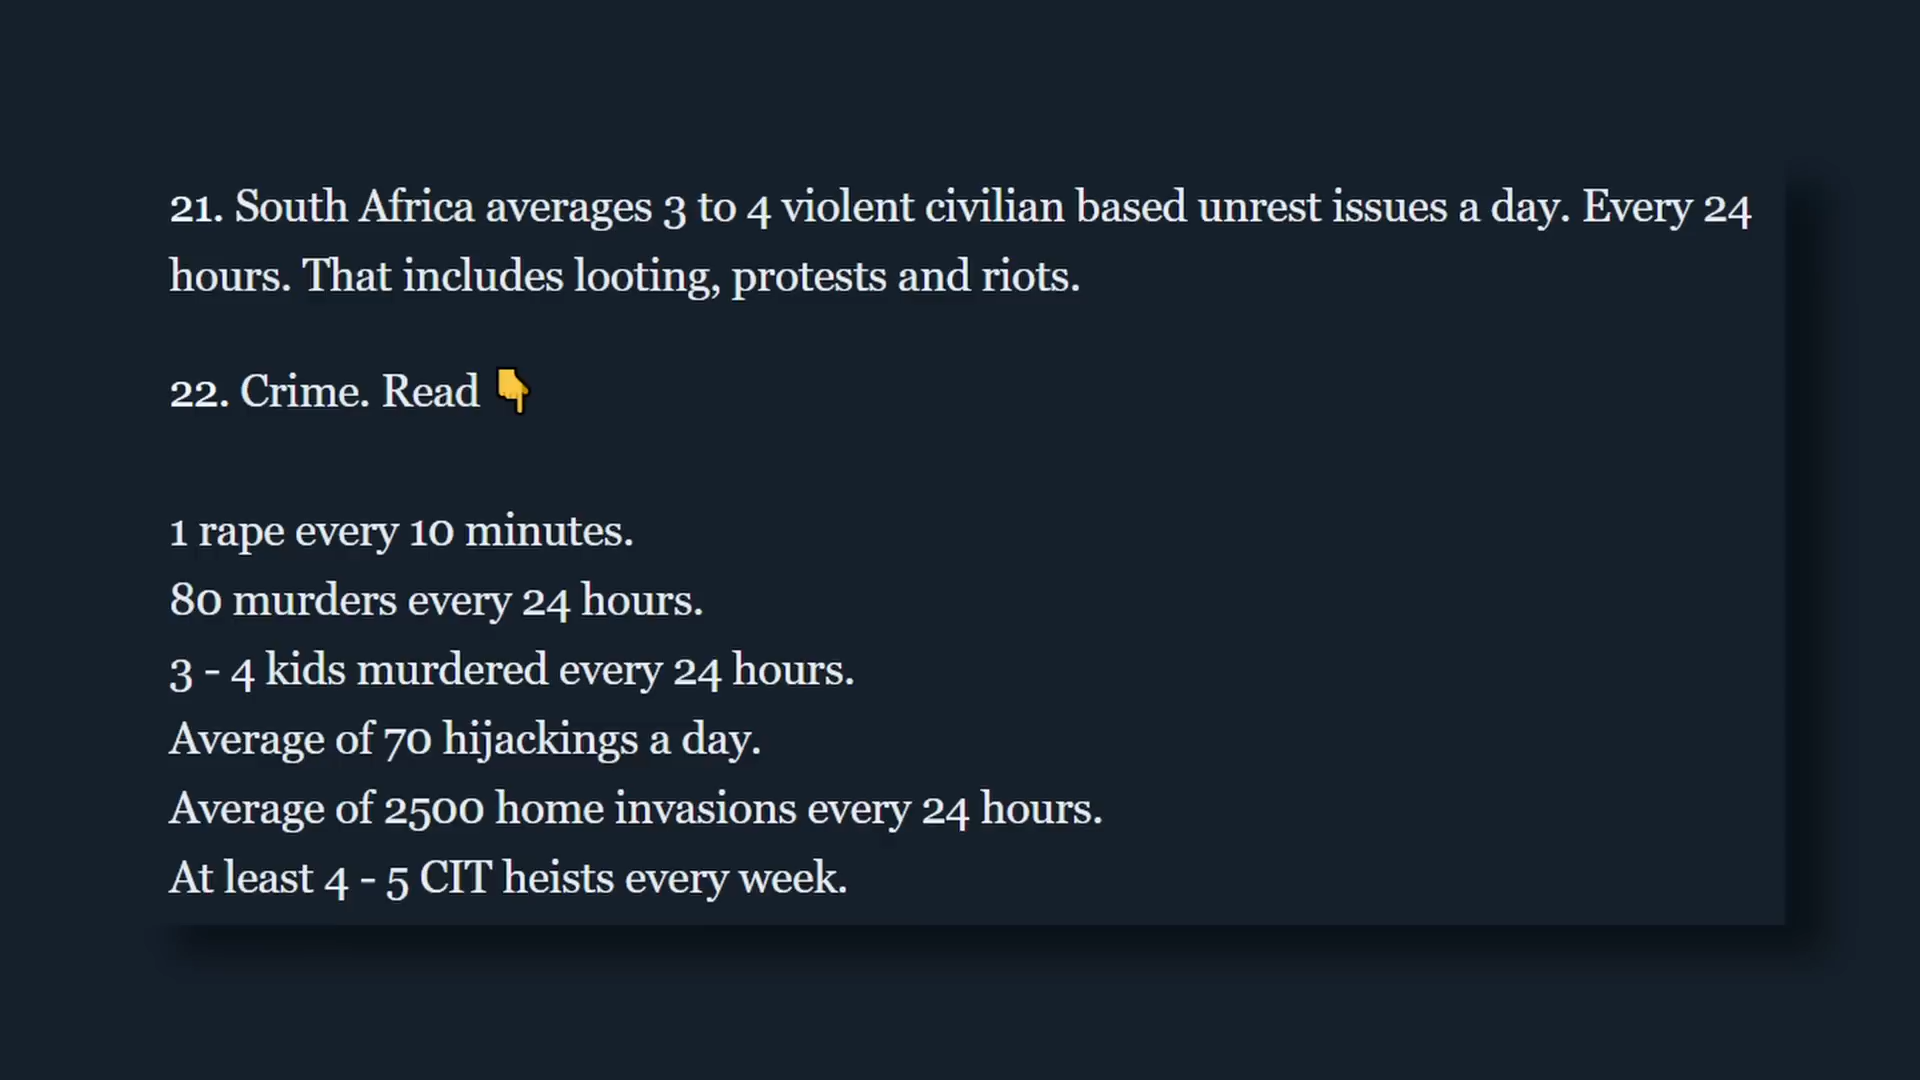 21. South Africa averages 3 to 4 violent civilian based unrest issues a day. Every 24
hours. That includes looting, protests and riots.
22. Crime. Read 👇
1 rape every 10 minutes.
80 murders every 24 hours.
3 - 4 kids murdered every 24 hours.
Average of 70 hijackings a day.
Average of 2500 home invasions every 24 hours.
At least 4 - 5 CIT heists every week.